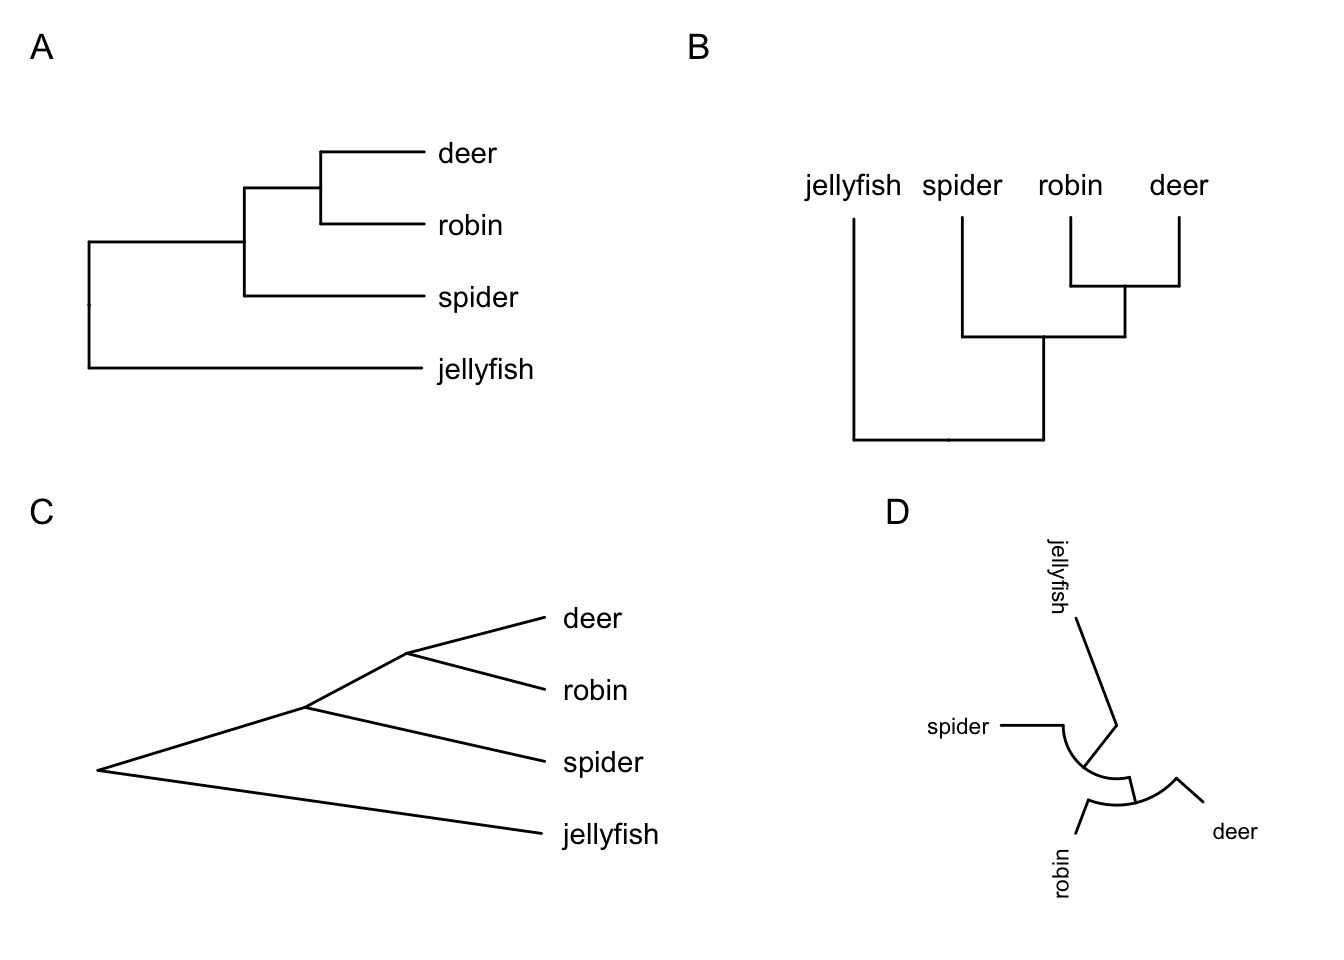 A
deer
robin
spider
jellyfish
B
jellyfish spider robin deer
C
deer
robin
spider
jellyfish
D
jellyfish
spider
deer
robin